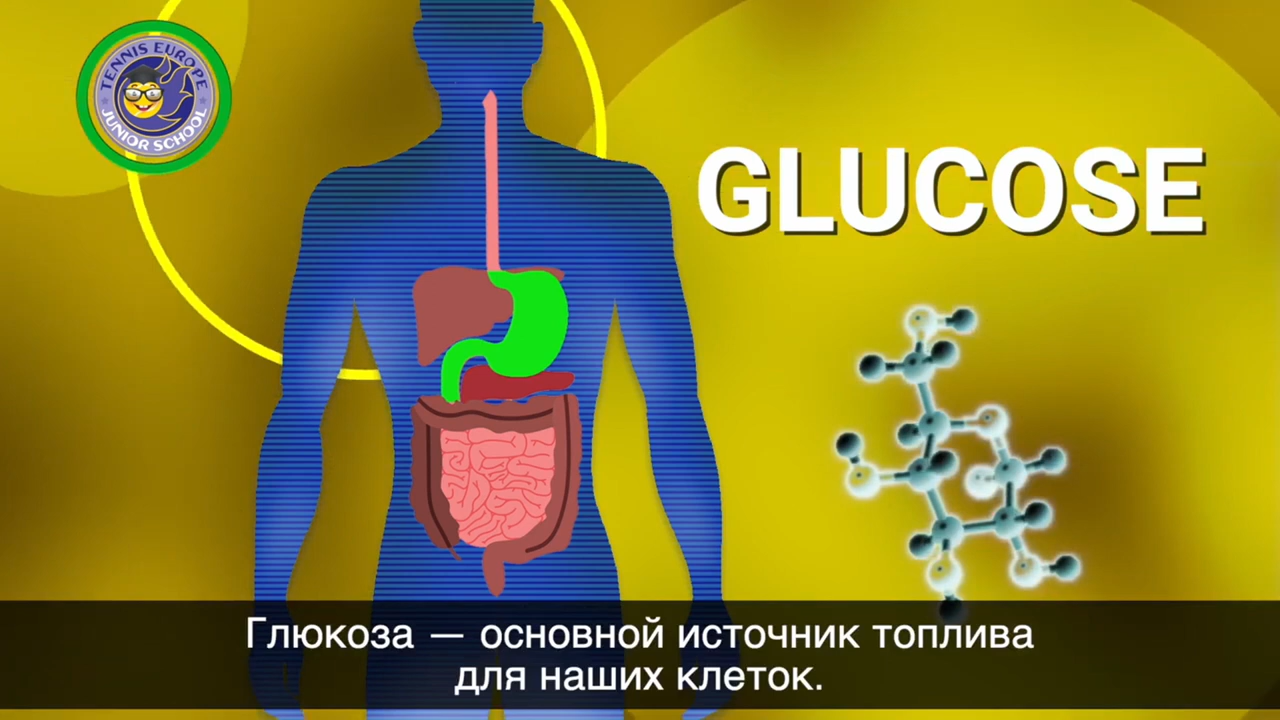 TENNIS EUROPE
JUNIOR SCHOOL
GLUCOSE
Глюкоза — основной источник топлива
для наших клеток.